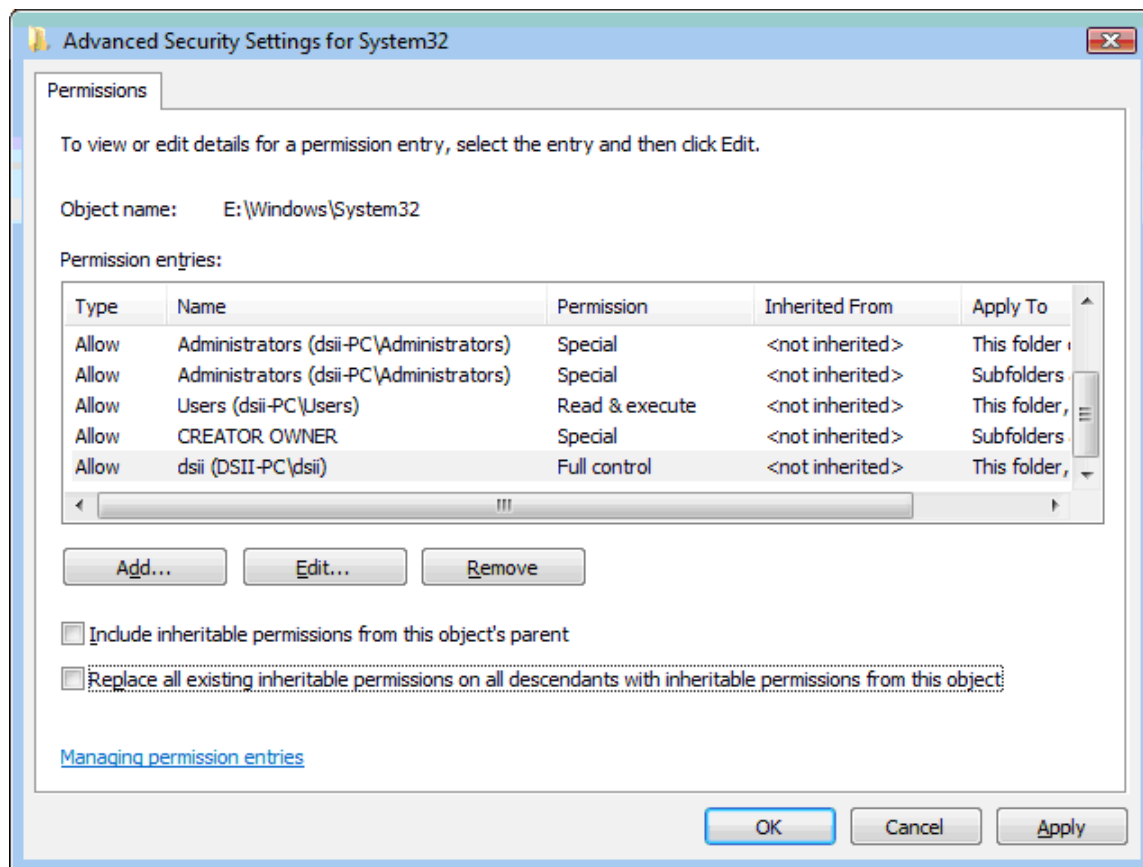 Advanced Security Settings for System32
Permissions
To view or edit details for a permission entry, select the entry and then click Edit.
Object name: E:\Windows\System32
Permission entries:
Type Name Permission Inherited From Apply To
Allow Administrators (dsii-PC\Administrators) Special <not inherited> This folder
Allow Administrators (dsii-PC\Administrators) Special <not inherited> Subfolders
Allow Users (dsii-PC\Users) Read & execute <not inherited> This folder,
Allow CREATOR OWNER Special <not inherited> Subfolders
Allow dsii (DSII-PC\dsii) Full control <not inherited> This folder,
Add... Edit... Remove
Include inheritable permissions from this object's parent
Replace all existing inheritable permissions on all descendants with inheritable permissions from this object
Managing permission entries
OK Cancel Apply